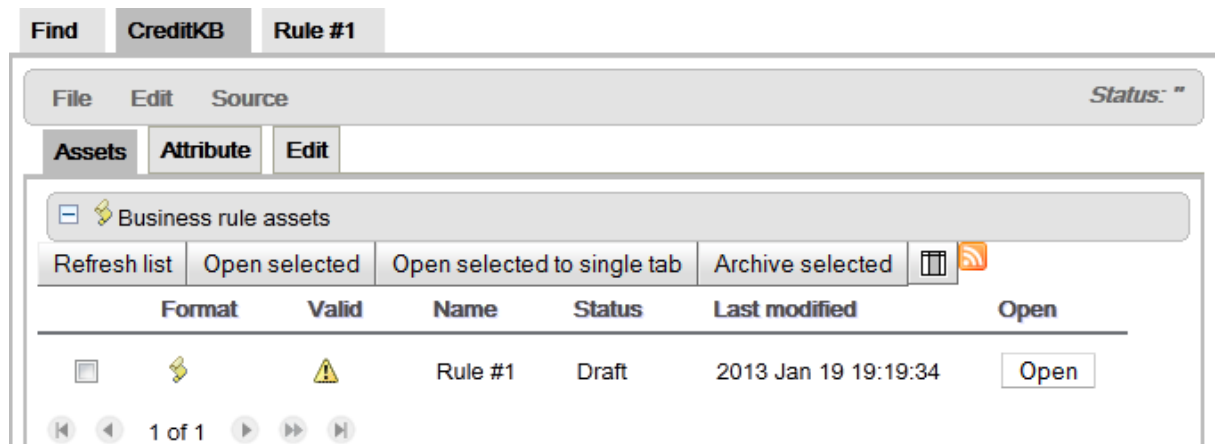 Find CreditKB Rule #1
File Edit Source Status: ''
Assets Attribute Edit
Business rule assets
Refresh list Open selected Open selected to single tab Archive selected
Format Valid Name Status Last modified Open
Rule #1 Draft 2013 Jan 19 19:19:34 Open
1 of 1